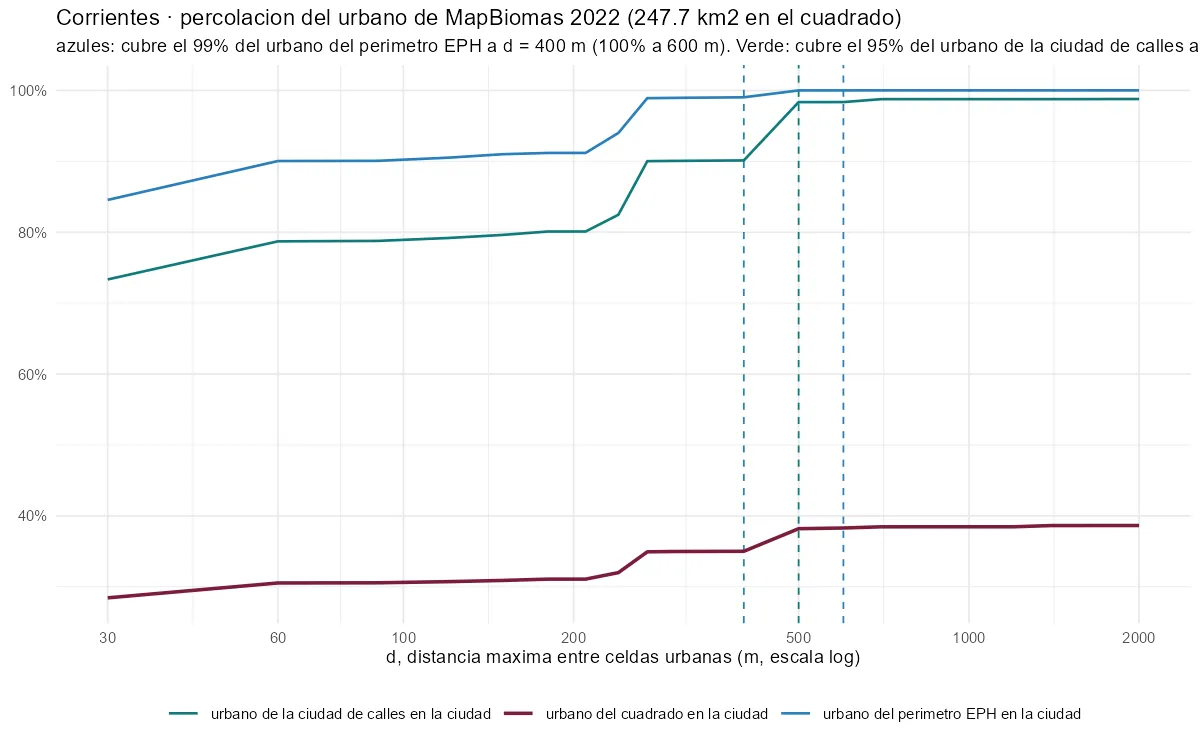 Corrientes · percolacion del urbano de MapBiomas 2022 (247.7 km2 en el cuadrado)
azules: cubre el 99% del urbano del perimetro EPH a d = 400 m (100% a 600 m). Verde: cubre el 95% del urbano de la ciudad de calles a
100%
80%
60%
40%
30 60 100 200 500 1000 2000
d, distancia maxima entre celdas urbanas (m, escala log)
urbano de la ciudad de calles en la ciudad urbano del cuadrado en la ciudad urbano del perimetro EPH en la ciudad